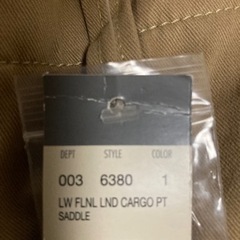 DEPT STYLE COLOR
003 6380 1
LW FLNL LND CARGO PT
SADDLE